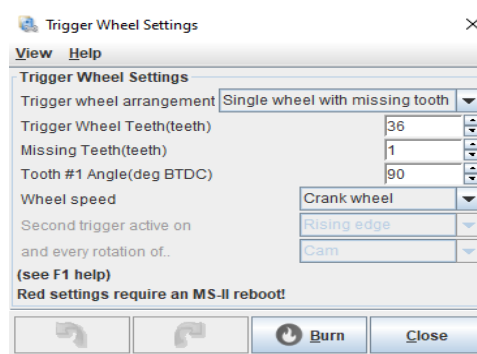 Trigger Wheel Settings
View Help
Trigger Wheel Settings
Trigger wheel arrangement Single wheel with missing tooth
Trigger Wheel Teeth(teeth) 36
Missing Teeth(teeth) 1
Tooth #1 Angle(deg BTDC) 90
Wheel speed Crank wheel
Second trigger active on Rising edge
and every rotation of.. Cam
(see F1 help)
Red settings require an MS-II reboot!
Burn Close